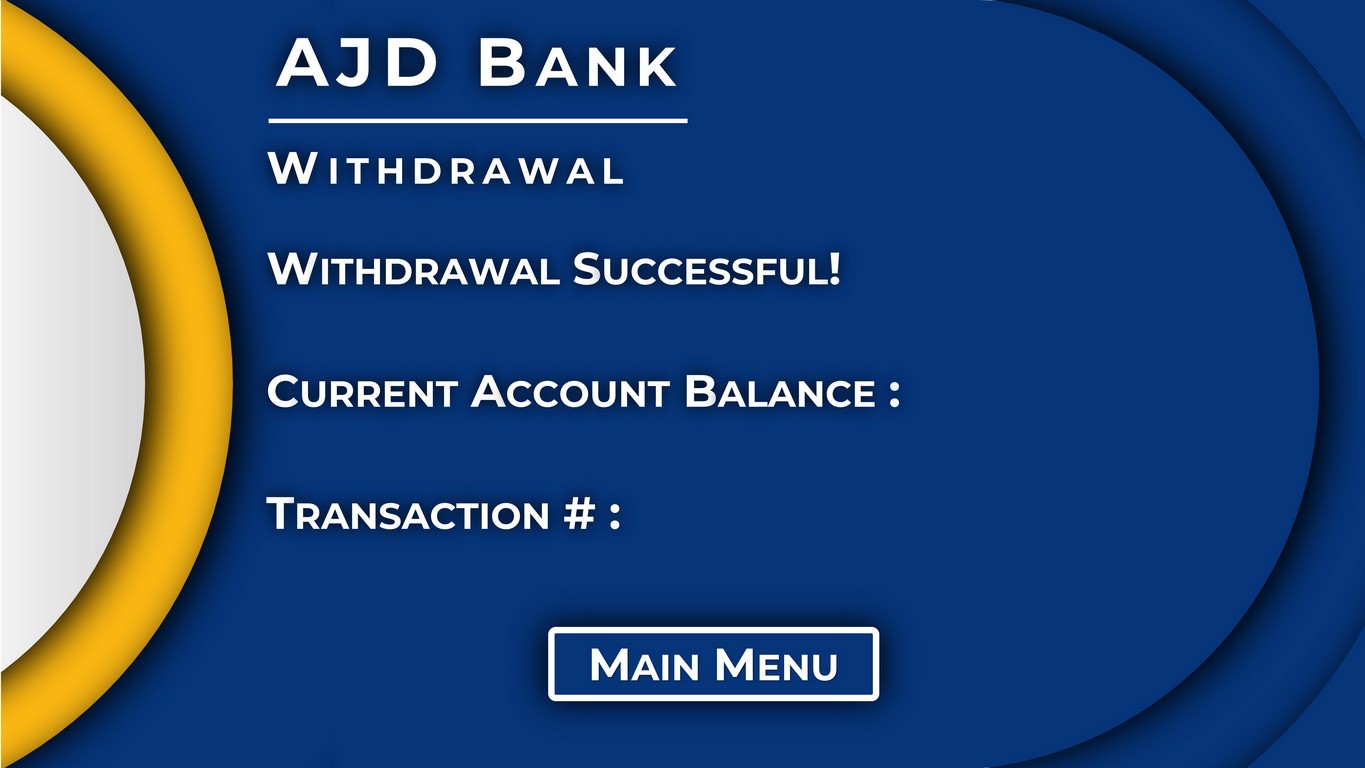 AJD Bank
Withdrawal
Withdrawal Successful!
Current Account Balance :
Transaction # :
Main Menu